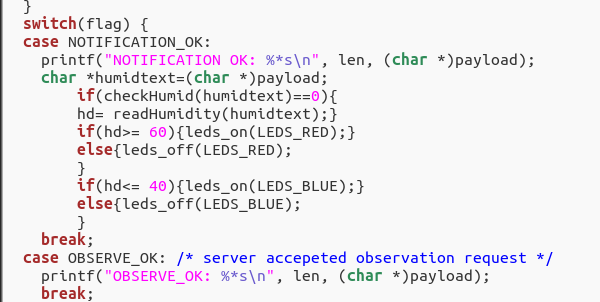 }
switch(flag) {
case NOTIFICATION_OK:
printf("NOTIFICATION OK: %*s\n", len, (char *)payload);
char *humidtext=(char *)payload;
if(checkHumid(humidtext)==0){
hd= readHumidity(humidtext);}
if(hd>= 60){leds_on(LEDS_RED);}
else{leds_off(LEDS_RED);
}
if(hd<= 40){leds_on(LEDS_BLUE);}
else{leds_off(LEDS_BLUE);
}
break;
case OBSERVE_OK: /* server accepeted observation request */
printf("OBSERVE_OK: %*s\n", len, (char *)payload);
break;